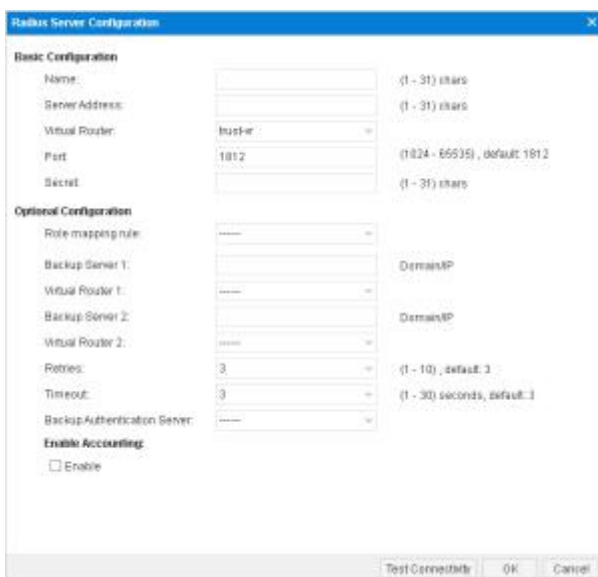 Radius Server Configuration
Basic Configuration
Name: (1 - 31) chars
Server Address: (1 - 31) chars
Virtual Router: trust-vr
Port: 1812 (1024 - 65535) , default: 1812
Secret: (1 - 31) chars
Optional Configuration
Role mapping rule: ------
Backup Server 1: Domain/IP
Virtual Router 1: ------
Backup Server 2: Domain/IP
Virtual Router 2: ------
Retries: 3 (1 - 10) , default: 3
Timeout: 3 (1 - 30) seconds, default: 3
Backup Authentication Server: ------
Enable Accounting:
Enable
Test Connectivity OK Cancel